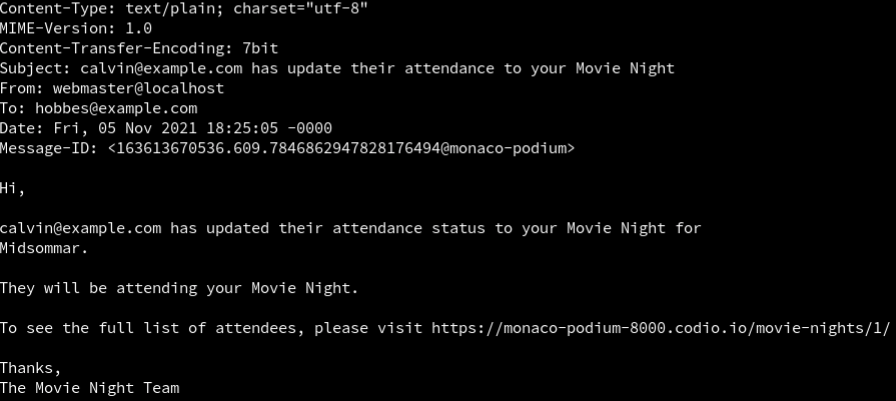 Content-Type: text/plain; charset="utf-8"
MIME-Version: 1.0
Content-Transfer-Encoding: 7bit
Subject: calvin@example.com has update their attendance to your Movie Night
From: webmaster@localhost
To: hobbes@example.com
Date: Fri, 05 Nov 2021 18:25:05 -0000
Message-ID: <163613670536.609.7846862947828176494@monaco-podium>
Hi,
calvin@example.com has updated their attendance status to your Movie Night for
Midsommar.
They will be attending your Movie Night.
To see the full list of attendees, please visit https://monaco-podium-8000.codio.io/movie-nights/1/
Thanks,
The Movie Night Team